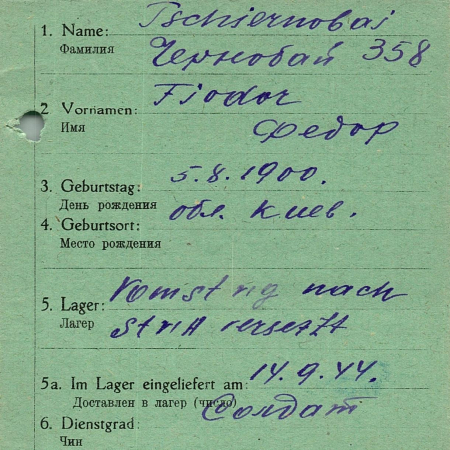 Tschiernobai
1. Name:
Фамилия
Чернобай 358
Fiodor
2 Vornamen:
Имя
Федор
3. Geburtstag: 5.8.1900.
День рождения
обл. Киев.
4. Geburtsort:
Место рождения
nach
5. Lager:
Лагер
versetzt
5a. Im Lager eingeliefert am: 14.9.44.
Доставлен в лагер (число)
Солдат
6. Dienstgrad:
Чин